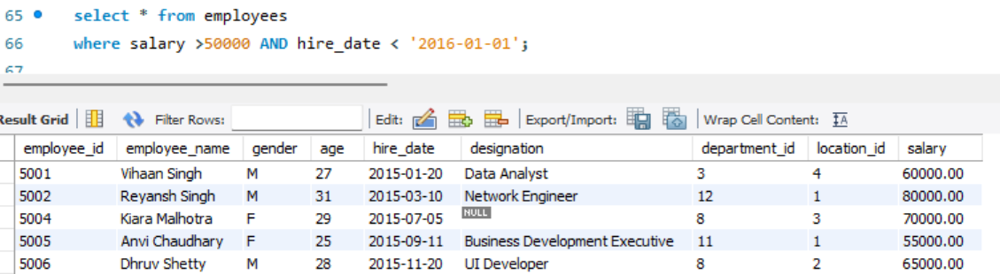 65 select * from employees
66 where salary >50000 AND hire_date < '2016-01-01';
67
Result Grid Filter Rows: Edit: Export/Import: Wrap Cell Content: IA
employee_id employee_name gender age hire_date designation department_id location_id salary
5001 Vihaan Singh M 27 2015-01-20 Data Analyst 3 4 60000.00
5002 Reyansh Singh M 31 2015-03-10 Network Engineer 12 1 80000.00
5004 Kiara Malhotra F 29 2015-07-05 NULL 8 3 70000.00
5005 Anvi Chaudhary F 25 2015-09-11 Business Development Executive 11 1 55000.00
5006 Dhruv Shetty M 28 2015-11-20 UI Developer 8 2 65000.00